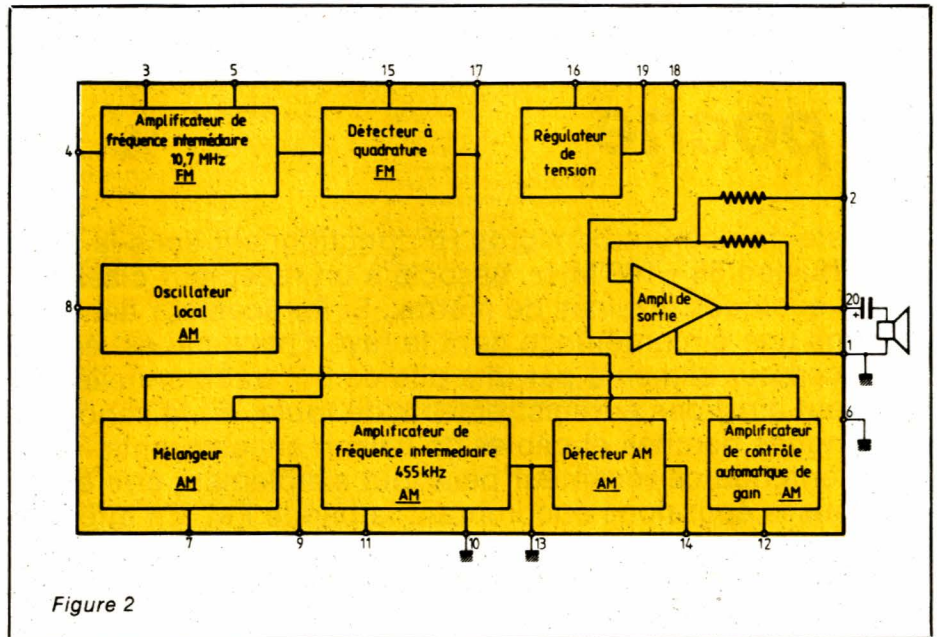 3 5 15 17 16 19 18
Amplificateur de
fréquence intermédiaire
10,7 MHz
FM
Détecteur à
quadrature
FM
Régulateur
de
tension
4
2
Oscillateur
local
AM
8
Ampli de
sortie
20
+
1
6
Mélangeur
AM
Amplificateur de
fréquence intermediaire
455 kHz
AM
Détecteur AM
AM
Amplificateur
de contrôle
automatique de
gain AM
7 9 11 10 13 14 12
Figure 2